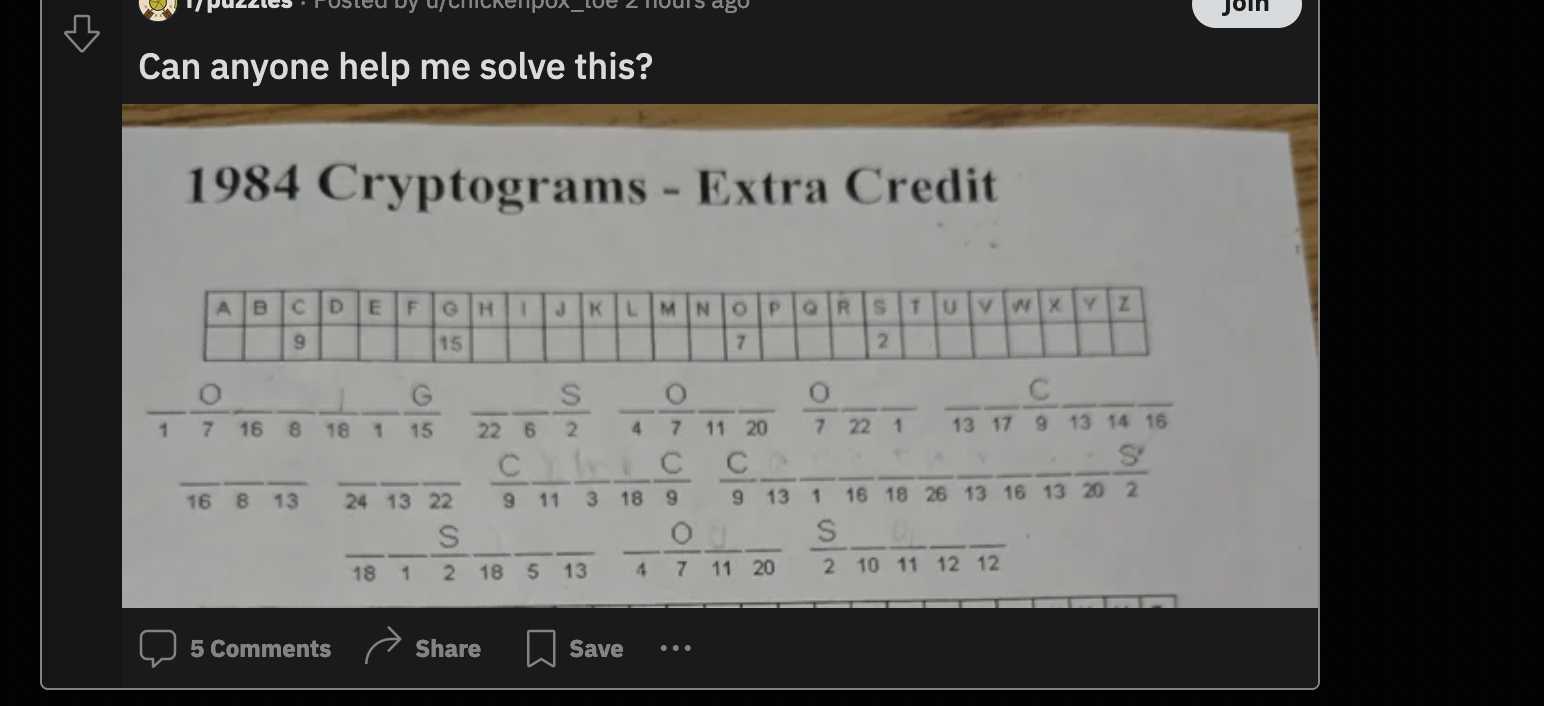 r/puzzles · Posted by u/chickenpox_toe 2 hours ago
Join
Can anyone help me solve this?
1984 Cryptograms - Extra Credit
A B C D E F G H I J K L M N O P Q R S T U V W X Y Z
9 15 7 2
O G S O O C
1 7 16 8 18 1 15 22 6 2 4 7 11 20 7 22 1 13 17 9 13 14 16
C C C S
16 8 13 24 13 22 9 11 3 18 9 9 13 1 16 18 26 13 16 13 20 2
S O S
18 1 2 18 5 13 4 7 11 20 2 10 11 12 12
5 Comments Share Save